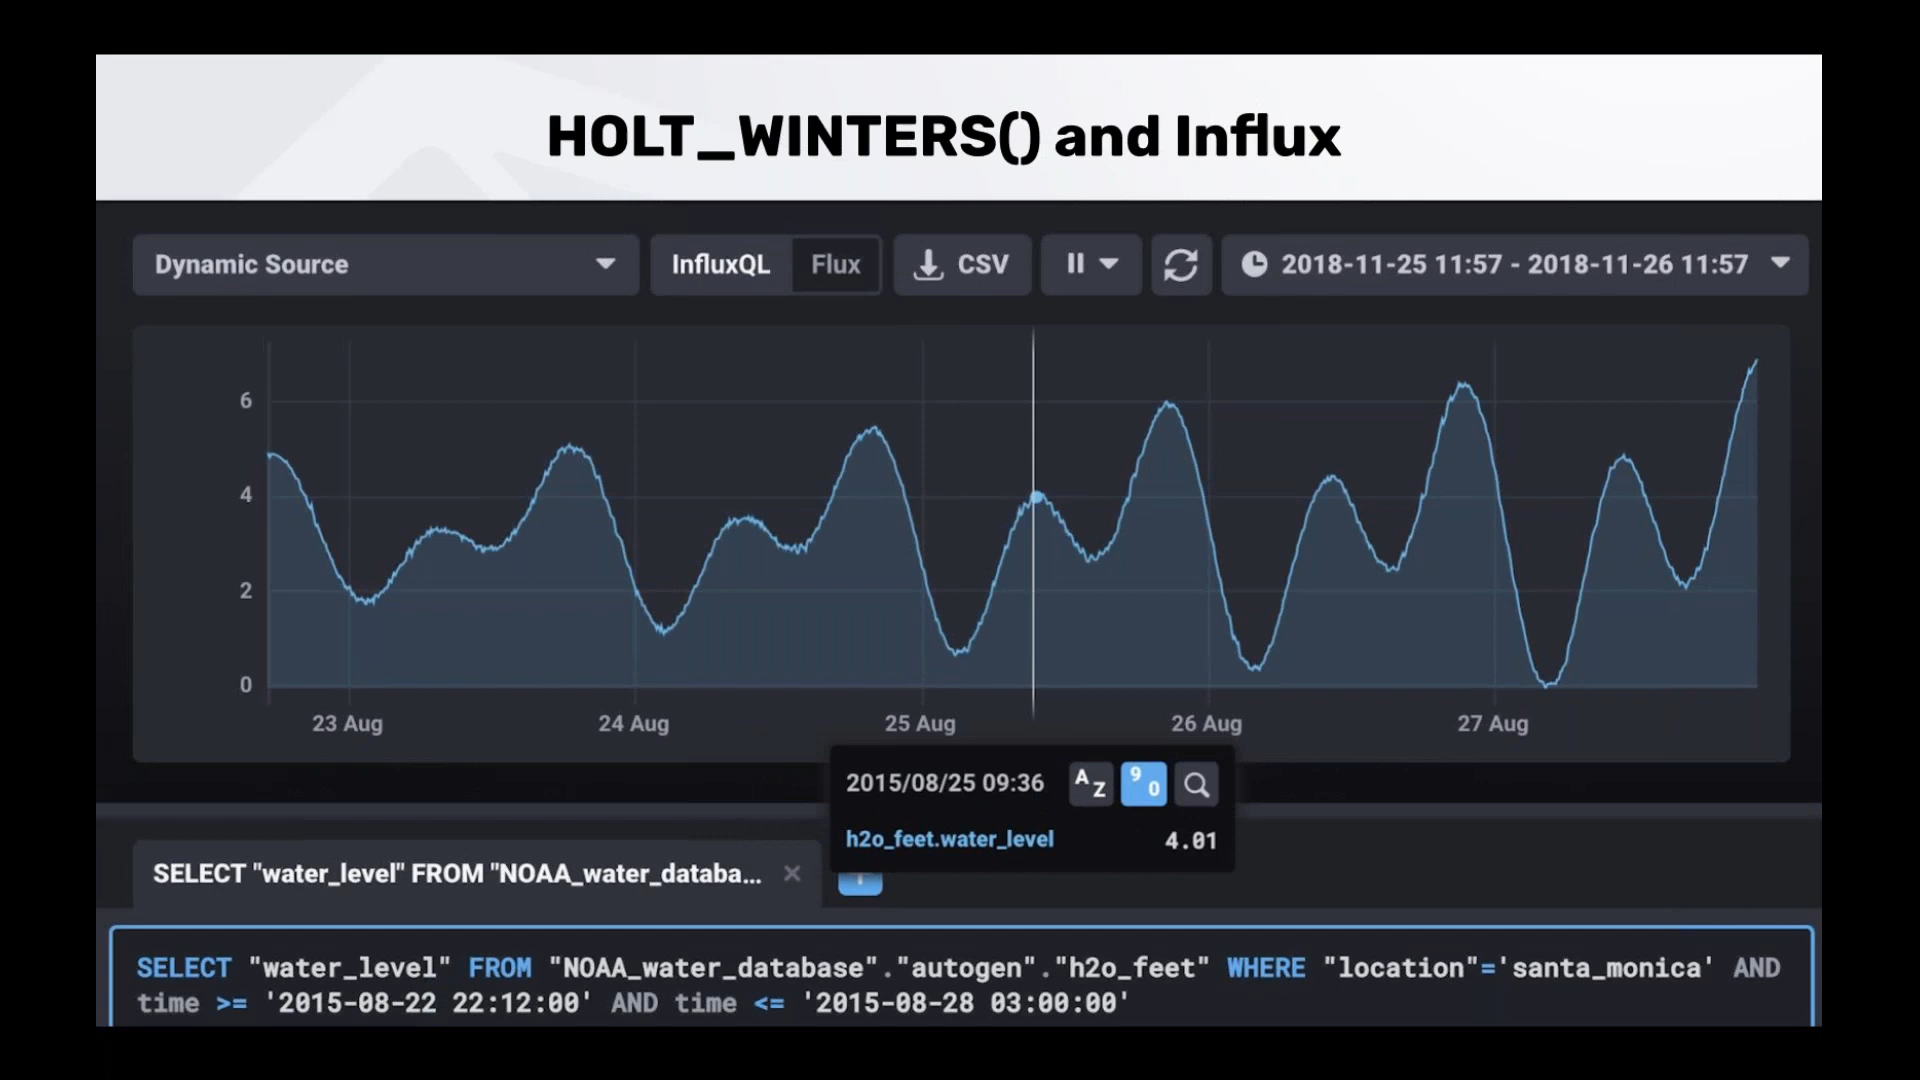 HOLT_WINTERS() and Influx
Dynamic Source
InfluxQL
Flux
CSV
2018-11-25 11:57 - 2018-11-26 11:57
6
4
2
0
23 Aug
24 Aug
25 Aug
26 Aug
27 Aug
2015/08/25 09:36
A Z
9 0
h2o_feet.water_level 4.01
SELECT "water_level" FROM "NOAA_water_databa...
SELECT "water_level" FROM "NOAA_water_database"."autogen"."h2o_feet" WHERE "location"='santa_monica' AND
time >= '2015-08-22 22:12:00' AND time <= '2015-08-28 03:00:00'